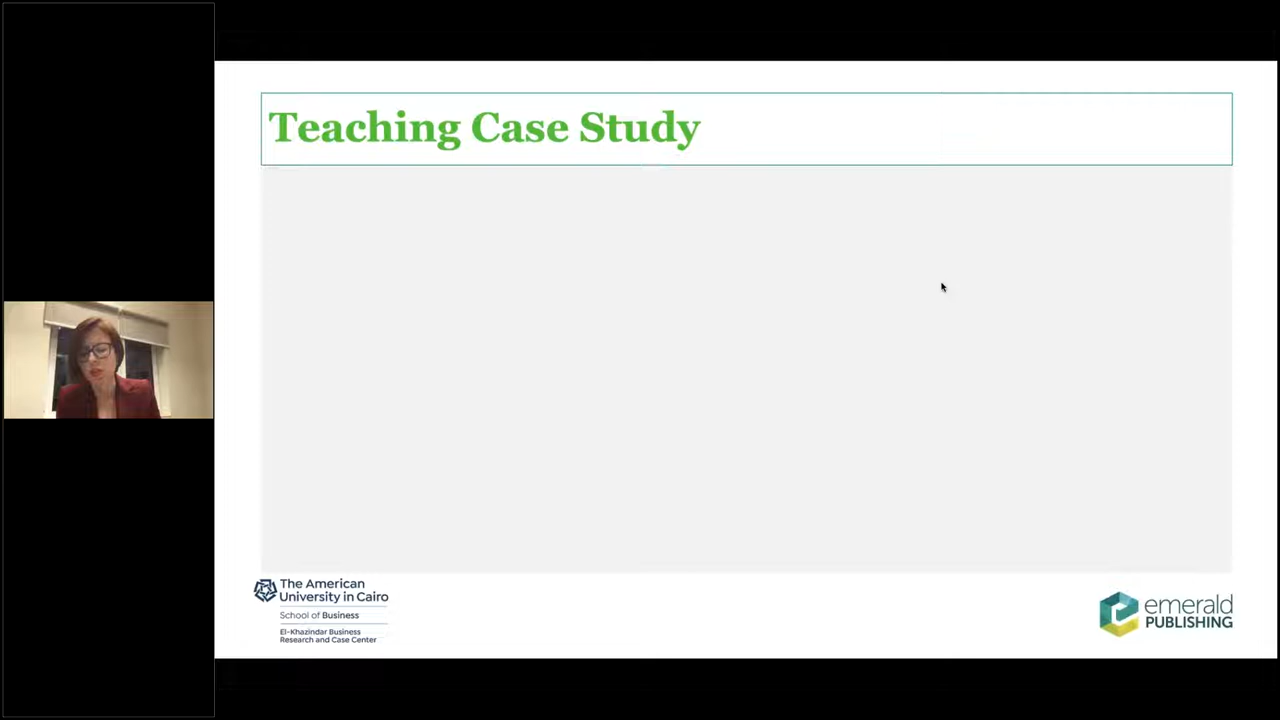 Teaching Case Study
The American
University in Cairo
School of Business
El-Khazindar Business
Research and Case Center
emerald
PUBLISHING